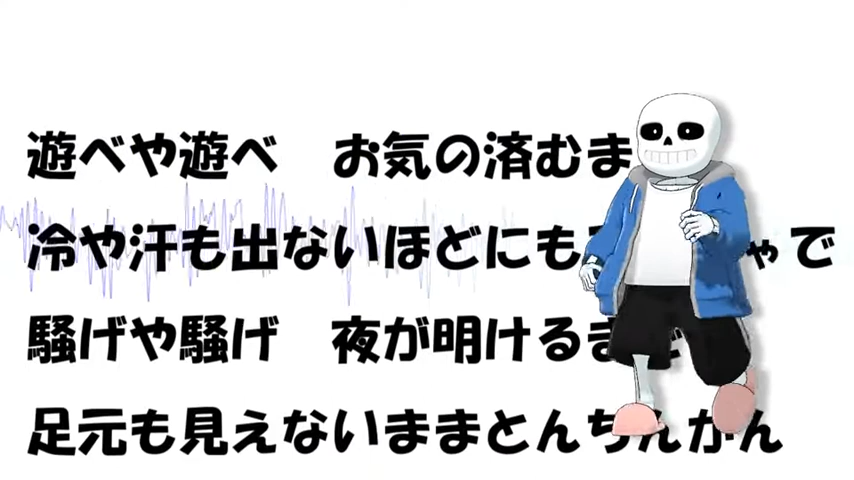 遊べや遊べ　お気の済むま
冷や汗も出ないほどにも ゃで
騒げや騒げ　夜が明けるま
足元も見えないままとんちんかん